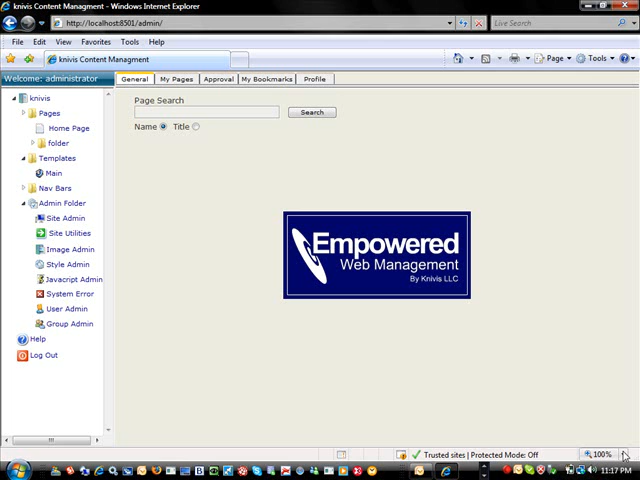 knivis Content Managment - Windows Internet Explorer
http://localhost:8501/admin/
Live Search
File Edit View Favorites Tools Help
knivis Content Managment
Page
Tools
Welcome: administrator
General My Pages Approval My Bookmarks Profile
knivis
Pages
Home Page
folder
Templates
Main
Nav Bars
Admin Folder
Site Admin
Site Utilities
Image Admin
Style Admin
Javacript Admin
System Error
User Admin
Group Admin
Help
Log Out
Page Search
Search
Name Title
Empowered
Web Management
By Knivis LLC
Trusted sites | Protected Mode: Off
100%
11:17 PM